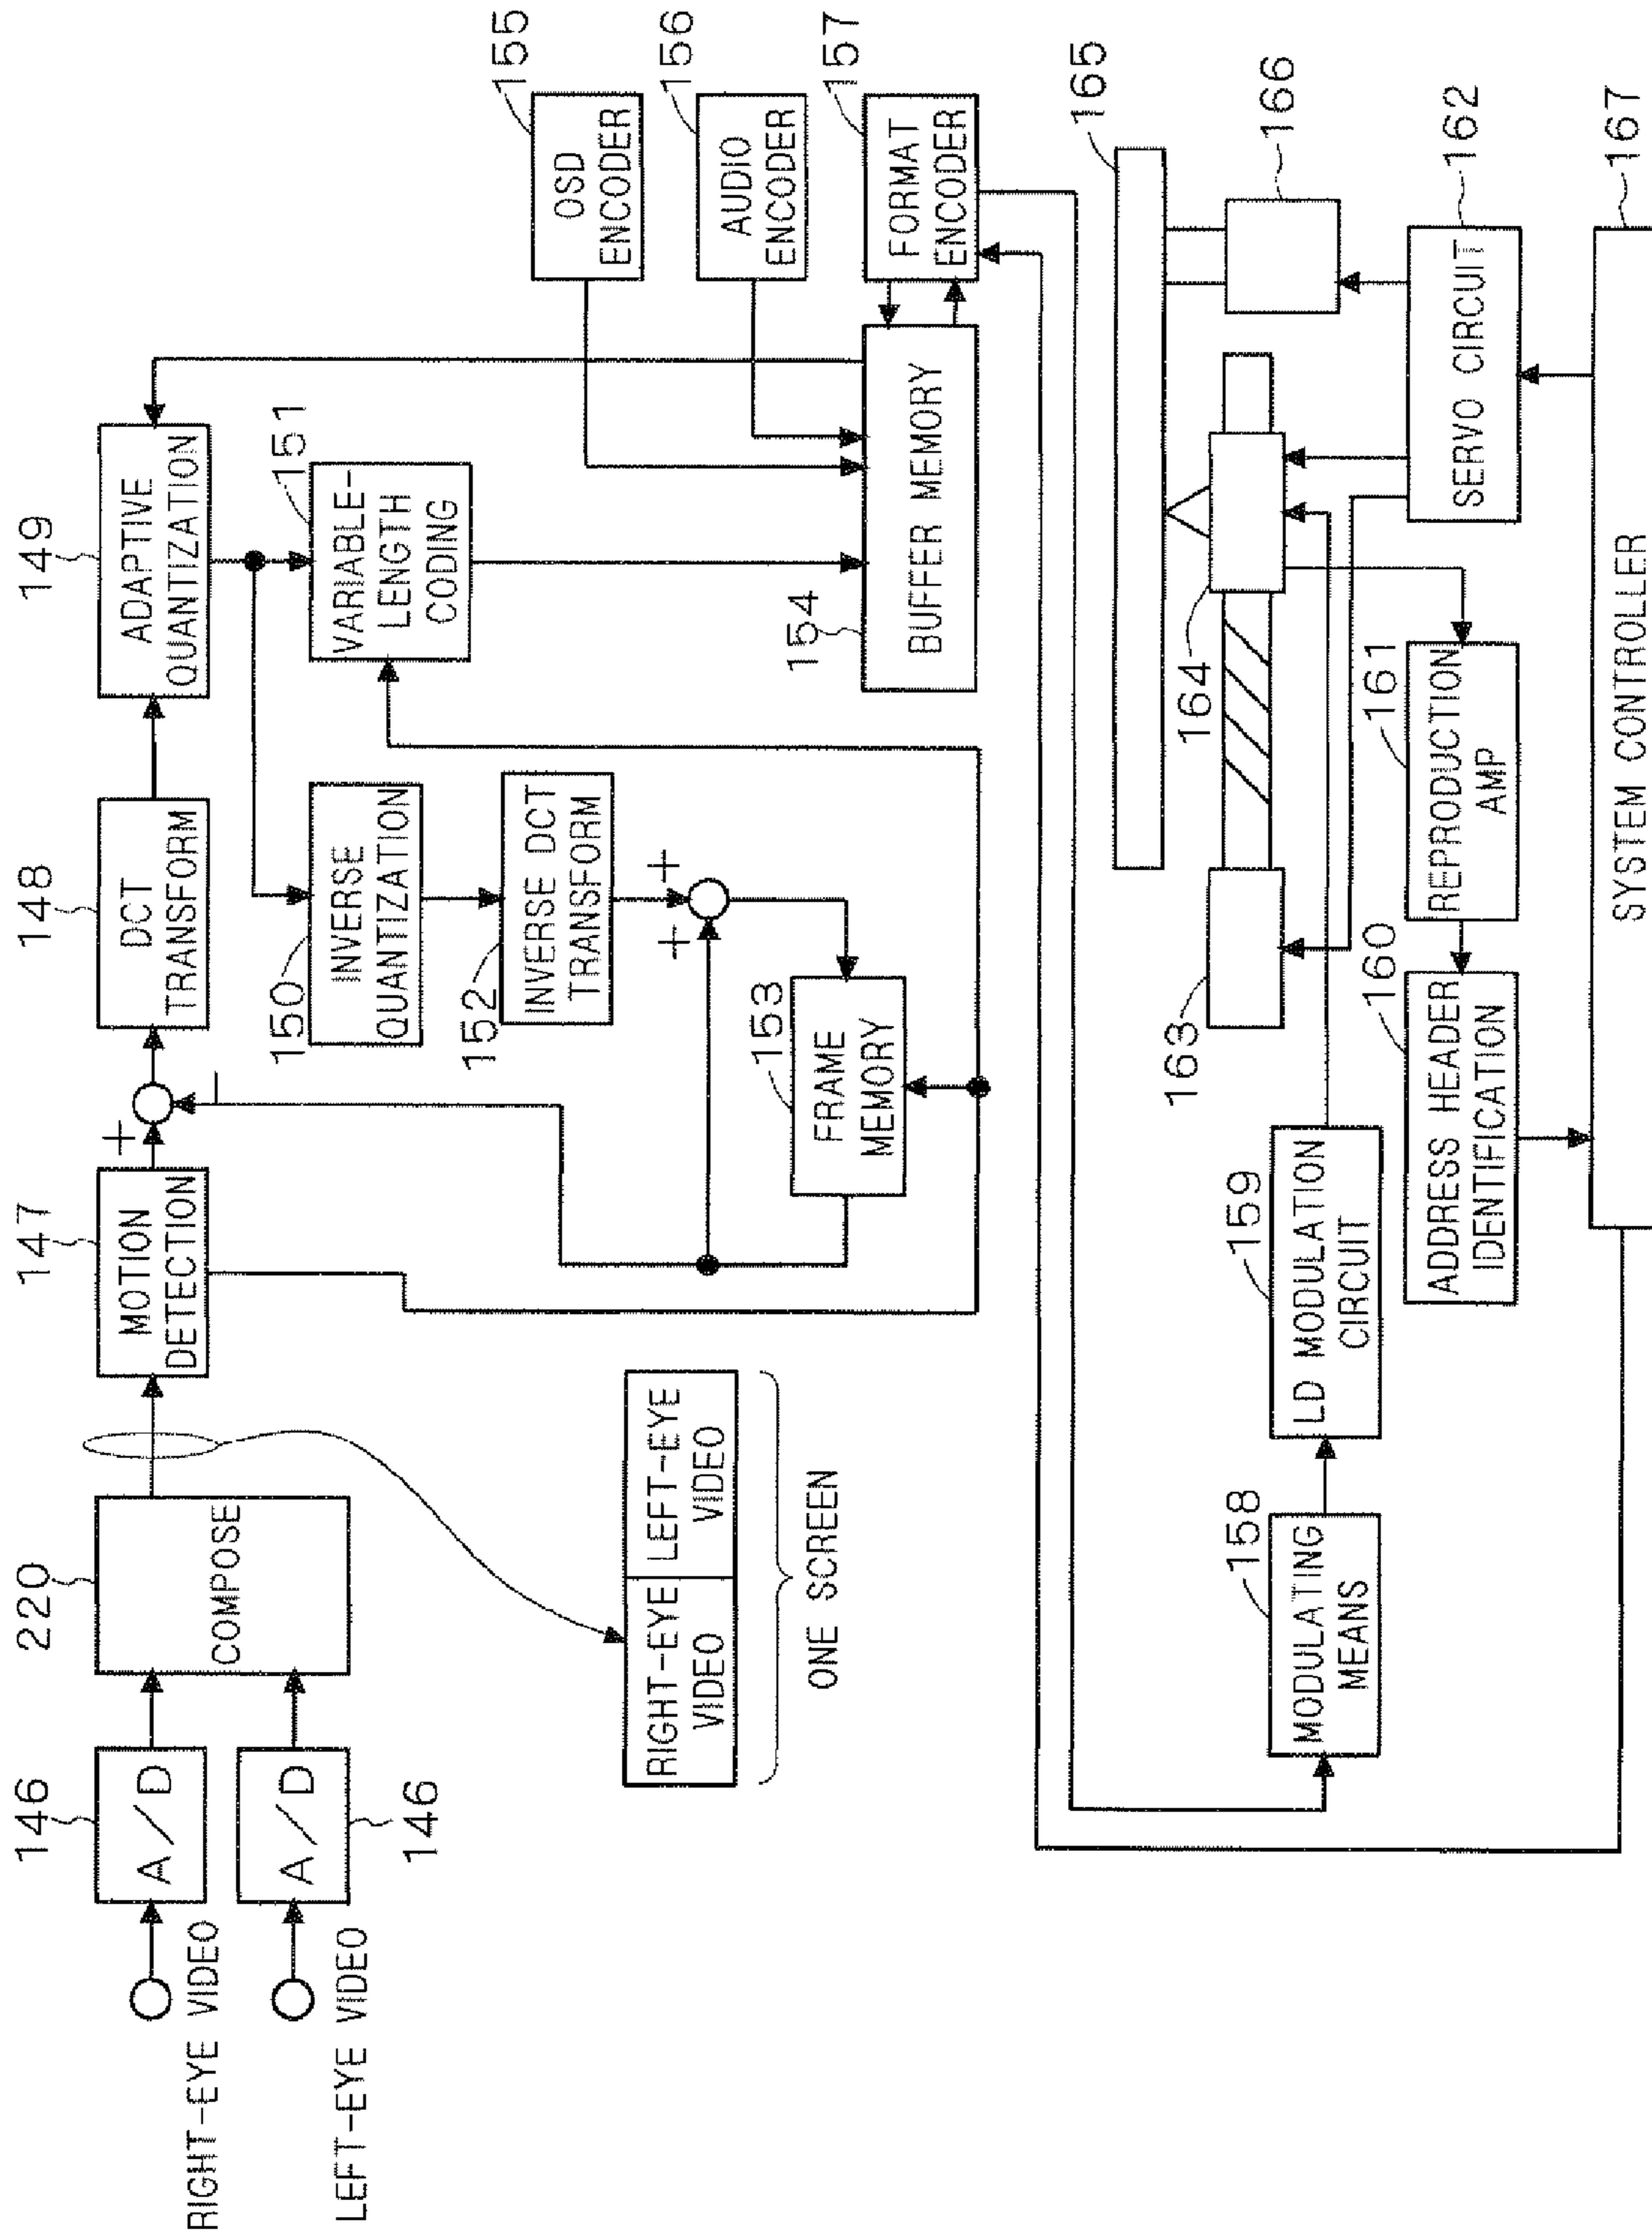 146
A/D
RIGHT-EYE VIDEO
A/D
146
LEFT-EYE VIDEO
220
COMPOSE
147
MOTION
DETECTION
+
−
148
DCT
TRANSFORM
149
ADAPTIVE
QUANTIZATION
150
INVERSE
QUANTIZATION
151
VARIABLE-
LENGTH
CODING
152
INVERSE DCT
TRANSFORM
+
+
153
FRAME
MEMORY
RIGHT-EYE
VIDEO
LEFT-EYE
VIDEO
ONE SCREEN
154
BUFFER MEMORY
155
OSD
ENCODER
156
AUDIO
ENCODER
157
FORMAT
ENCODER
158
MODULATING
MEANS
159
LD MODULATION
CIRCUIT
163
164
165
166
160
ADDRESS HEADER
IDENTIFICATION
161
REPRODUCTION
AMP
SERVO CIRCUIT
162
SYSTEM CONTROLLER
167